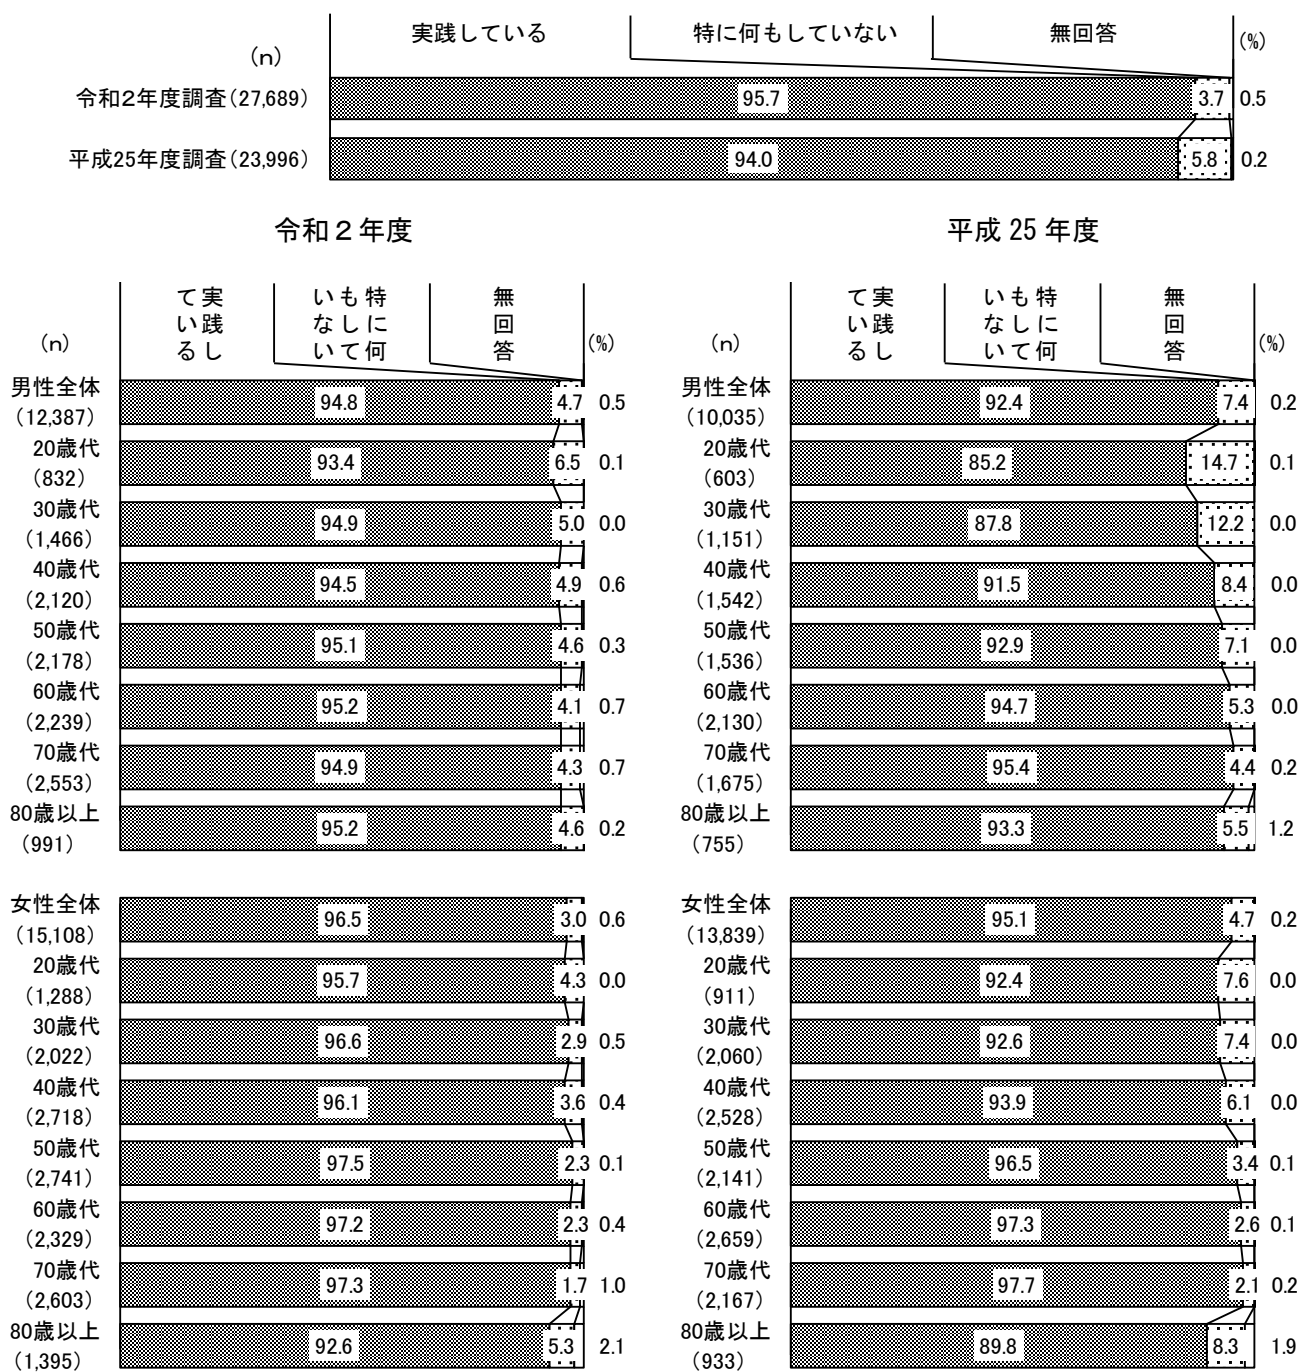 実践している 特に何もしていない 無回答 (%)
(n)
令和2年度調査(27,689) 95.7 3.7 0.5
平成25年度調査(23,996) 94.0 5.8 0.2
令和２年度
実践している 特に何もしていない 無回答
(n) (%)
男性全体 94.8 4.7 0.5
(12,387)
20歳代 93.4 6.5 0.1
(832)
30歳代 94.9 5.0 0.0
(1,466)
40歳代 94.5 4.9 0.6
(2,120)
50歳代 95.1 4.6 0.3
(2,178)
60歳代 95.2 4.1 0.7
(2,239)
70歳代 94.9 4.3 0.7
(2,553)
80歳以上 95.2 4.6 0.2
(991)
女性全体 96.5 3.0 0.6
(15,108)
20歳代 95.7 4.3 0.0
(1,288)
30歳代 96.6 2.9 0.5
(2,022)
40歳代 96.1 3.6 0.4
(2,718)
50歳代 97.5 2.3 0.1
(2,741)
60歳代 97.2 2.3 0.4
(2,329)
70歳代 97.3 1.7 1.0
(2,603)
80歳以上 92.6 5.3 2.1
(1,395)
平成 25 年度
実践している 特に何もしていない 無回答
(n) (%)
男性全体 92.4 7.4 0.2
(10,035)
20歳代 85.2 14.7 0.1
(603)
30歳代 87.8 12.2 0.0
(1,151)
40歳代 91.5 8.4 0.0
(1,542)
50歳代 92.9 7.1 0.0
(1,536)
60歳代 94.7 5.3 0.0
(2,130)
70歳代 95.4 4.4 0.2
(1,675)
80歳以上 93.3 5.5 1.2
(755)
女性全体 95.1 4.7 0.2
(13,839)
20歳代 92.4 7.6 0.0
(911)
30歳代 92.6 7.4 0.0
(2,060)
40歳代 93.9 6.1 0.0
(2,528)
50歳代 96.5 3.4 0.1
(2,141)
60歳代 97.3 2.6 0.1
(2,659)
70歳代 97.7 2.1 0.2
(2,167)
80歳以上 89.8 8.3 1.9
(933)